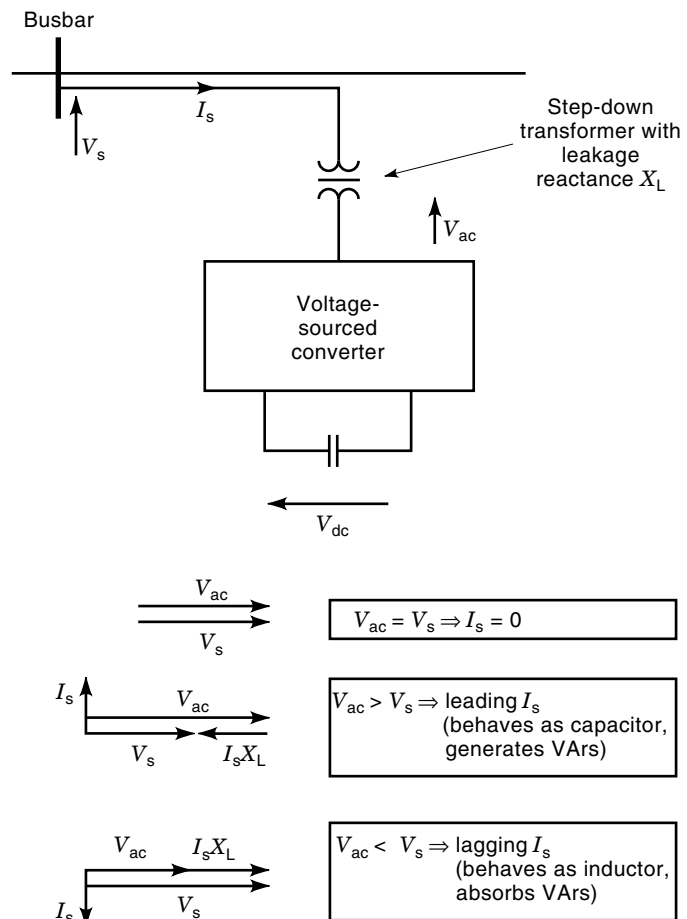 Busbar
I_s
V_s
Step-down
transformer with
leakage
reactance X_L
V_ac
Voltage-
sourced
converter
V_dc
V_ac
V_s
V_ac = V_s ⇒ I_s = 0
I_s
V_ac
V_s
I_sX_L
V_ac > V_s ⇒ leading I_s
(behaves as capacitor,
generates VArs)
V_ac
I_sX_L
I_s
V_s
V_ac < V_s ⇒ lagging I_s
(behaves as inductor,
absorbs VArs)